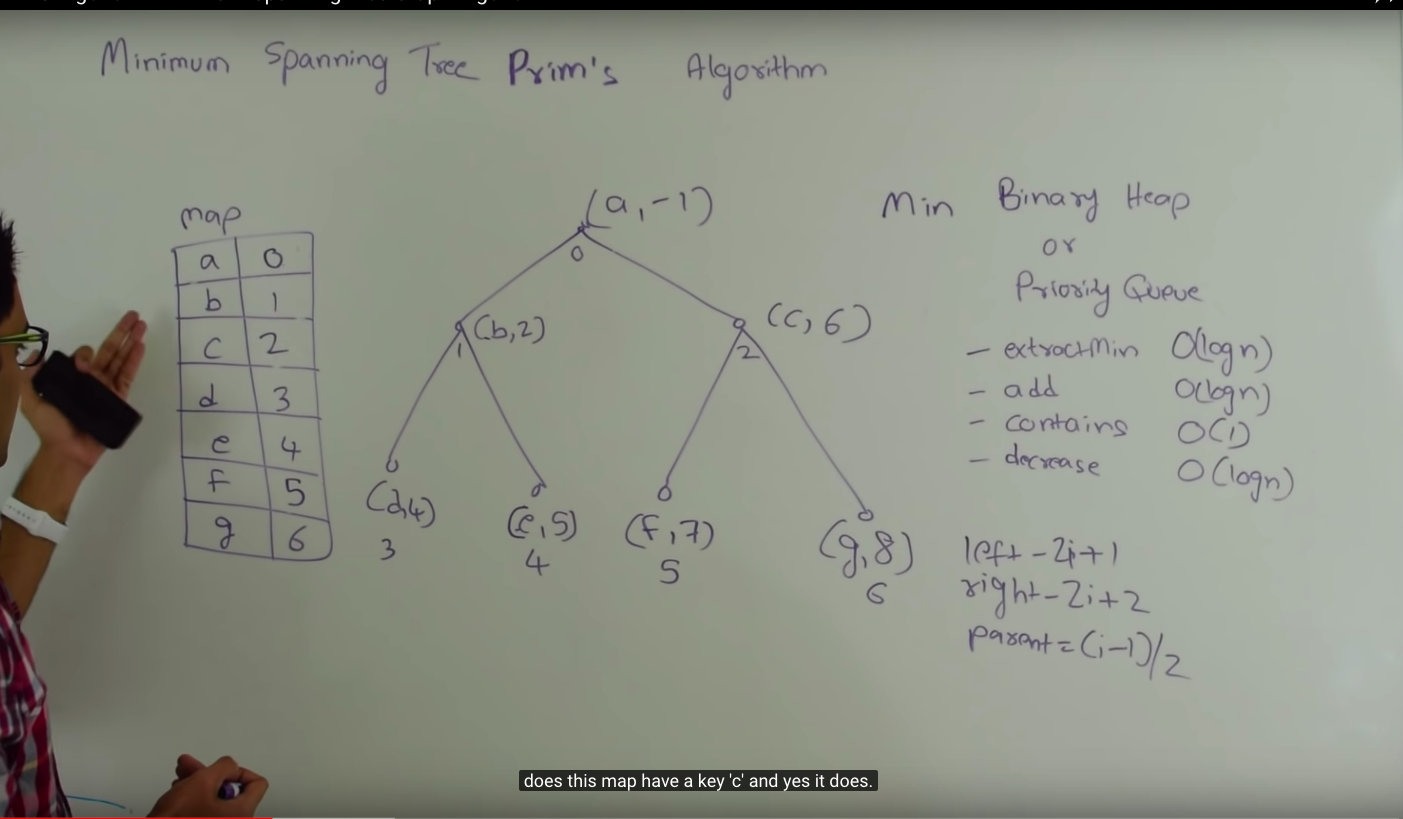 Minimum Spanning Tree Prim's Algorithm
map
a 0
b 1
c 2
d 3
e 4
f 5
g 6
(a,-1)
0
(b,2)
1
(c,6)
2
(d,4)
3
(e,5)
4
(f,7)
5
(g,8)
6
Min Binary Heap
or
Priority Queue
- extractMin O(logn)
- add O(logn)
- contains O(1)
- decrease O(logn)
left - 2i+1
right - 2i+2
parent = (i-1)/2
does this map have a key 'c' and yes it does.